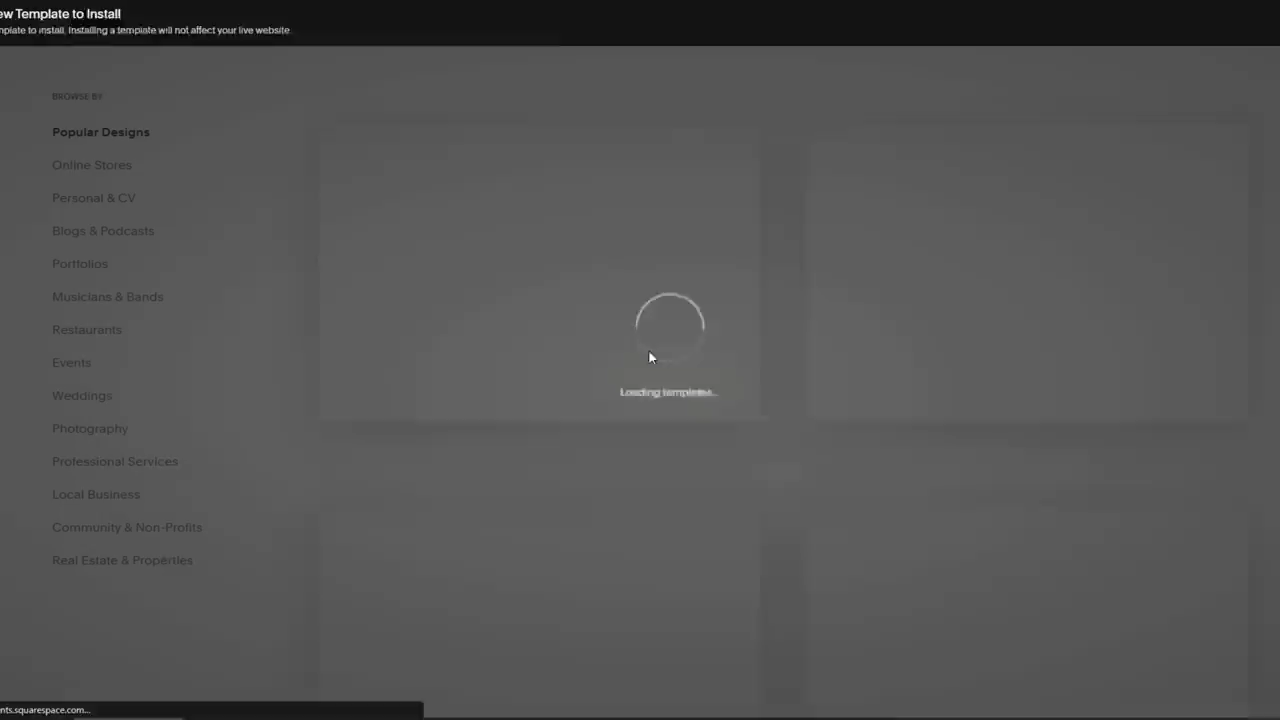 ew Template to Install
mplate to install. Installing a template will not affect your live website.
BROWSE BY
Popular Designs
Online Stores
Personal & CV
Blogs & Podcasts
Portfolios
Musicians & Bands
Restaurants
Events
Weddings
Photography
Professional Services
Local Business
Community & Non-Profits
Real Estate & Properties
Loading templates...
nts.squarespace.com...